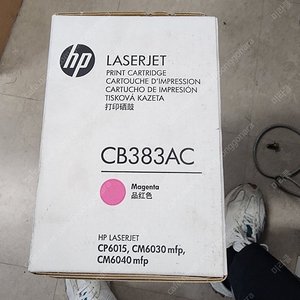 hp
LASERJET
PRINT CARTRIDGE
CARTOUCHE D'IMPRESSION
CARTUCHO DE IMPRESIÓN
TISKOVÁ KAZETA
打印硒鼓
CB383AC
Magenta
品红色
HP LASERJET
CP6015, CM6030 mfp,
CM6040 mfp